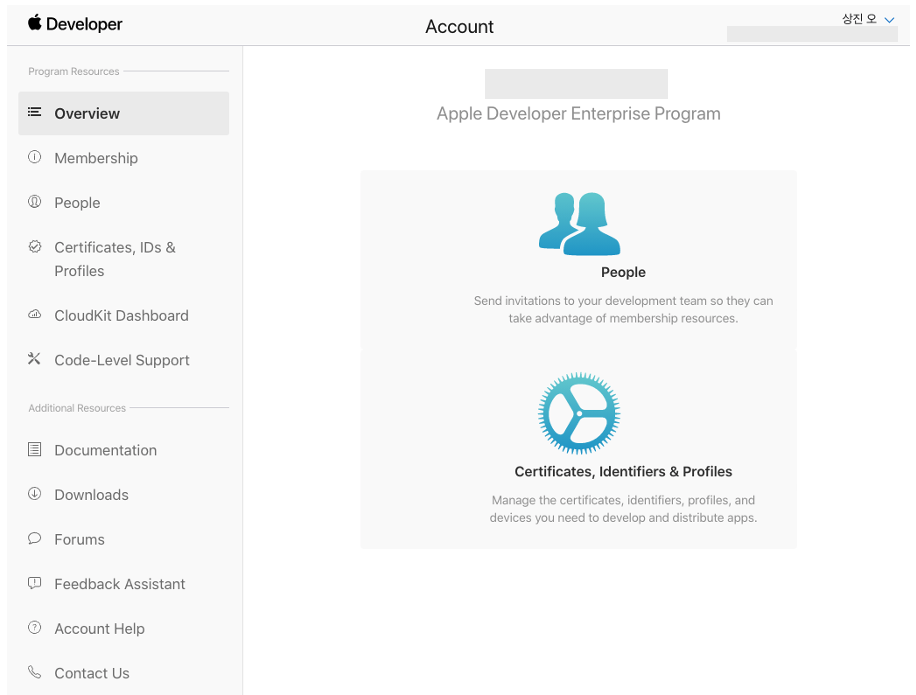 Developer
Account
상진 오
Program Resources
Overview
Membership
People
Certificates, IDs &
Profiles
CloudKit Dashboard
Code-Level Support
Additional Resources
Documentation
Downloads
Forums
Feedback Assistant
Account Help
Contact Us
Apple Developer Enterprise Program
People
Send invitations to your development team so they can
take advantage of membership resources.
Certificates, Identifiers & Profiles
Manage the certificates, identifiers, profiles, and
devices you need to develop and distribute apps.